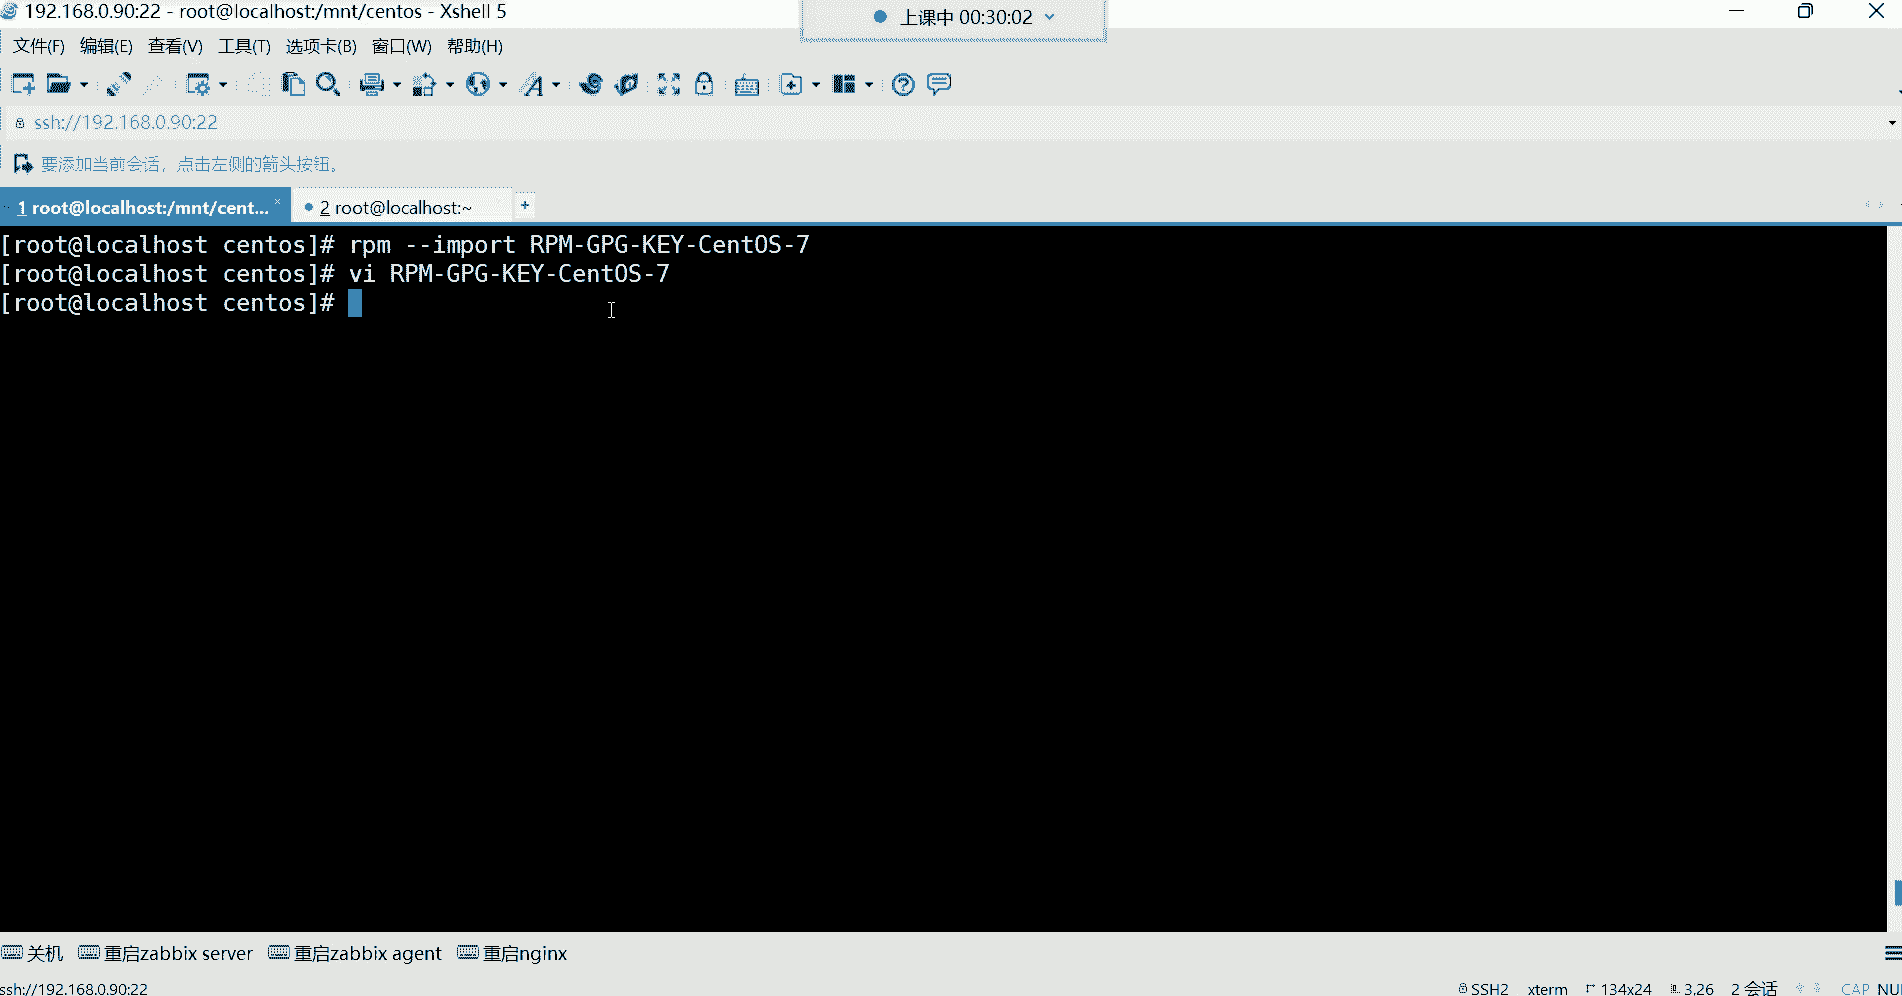 192.168.0.90:22 - root@localhost:/mnt/centos - Xshell 5
上课中 00:30:02
文件(F) 编辑(E) 查看(V) 工具(T) 选项卡(B) 窗口(W) 帮助(H)
ssh://192.168.0.90:22
要添加当前会话，点击左侧的箭头按钮。
1 root@localhost:/mnt/cent... 2 root@localhost:~
[root@localhost centos]# rpm --import RPM-GPG-KEY-CentOS-7
[root@localhost centos]# vi RPM-GPG-KEY-CentOS-7
[root@localhost centos]#
关机 重启zabbix server 重启zabbix agent 重启nginx
ssh://192.168.0.90:22 SSH2 xterm 134x24 3,26 2 会话 CAP NU